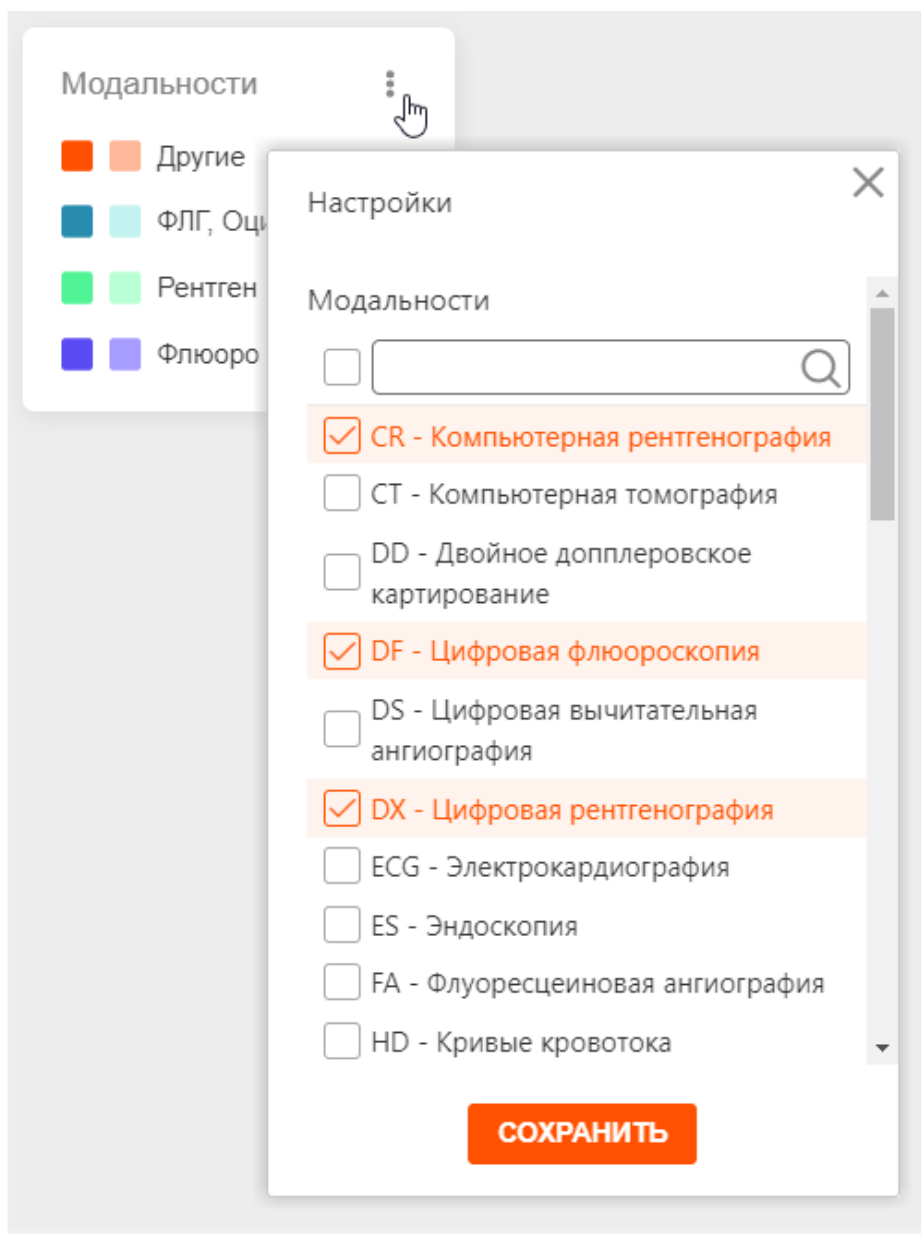 Модальности
Другие
ФЛГ,
Рентген
Флюоро
Настройки
Модальности
CR - Компьютерная рентгенография
CT - Компьютерная томография
DD - Двойное допплеровское
картирование
DF - Цифровая флюороскопия
DS - Цифровая вычитательная
ангиография
DX - Цифровая рентгенография
ECG - Электрокардиография
ES - Эндоскопия
FA - Флуоресцеиновая ангиография
HD - Кривые кровотока
СОХРАНИТЬ